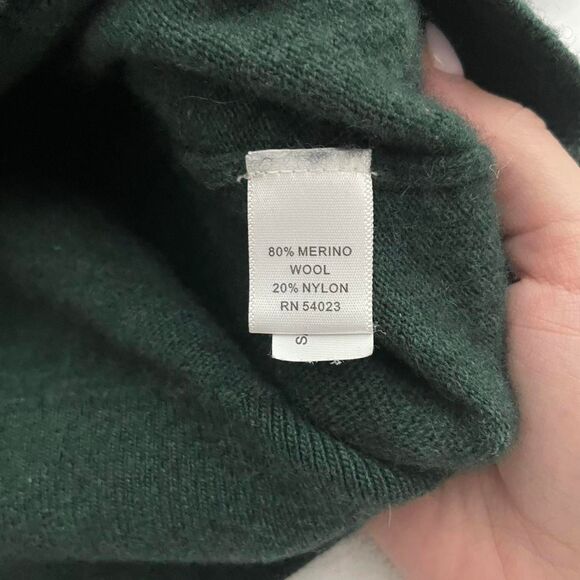 80% MERINO
WOOL
20% NYLON
RN 54023
S